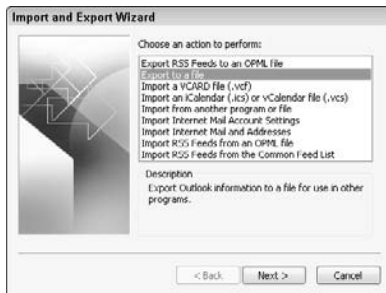 Import and Export Wizard
Choose an action to perform:
Export RSS Feeds to an OPML file
Export to a file
Import a VCARD file (.vcf)
Import an iCalendar (.ics) or vCalendar file (.vcs)
Import from another program or file
Import Internet Mail Account Settings
Import Internet Mail and Addresses
Import RSS Feeds from an OPML file
Import RSS Feeds from the Common Feed List
Description
Export Outlook information to a file for use in other
programs.
< Back Next > Cancel